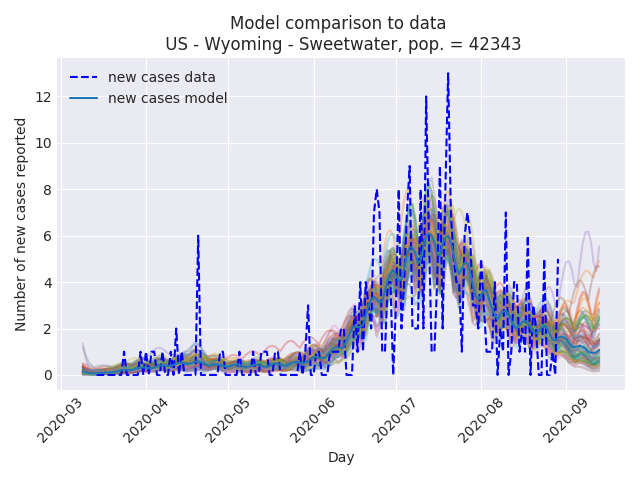 Model comparison to data
US - Wyoming - Sweetwater, pop. = 42343
new cases data
new cases model
Number of new cases reported
12
10
8
6
4
2
0
2020-03
2020-04
2020-05
2020-06
2020-07
2020-08
2020-09
Day